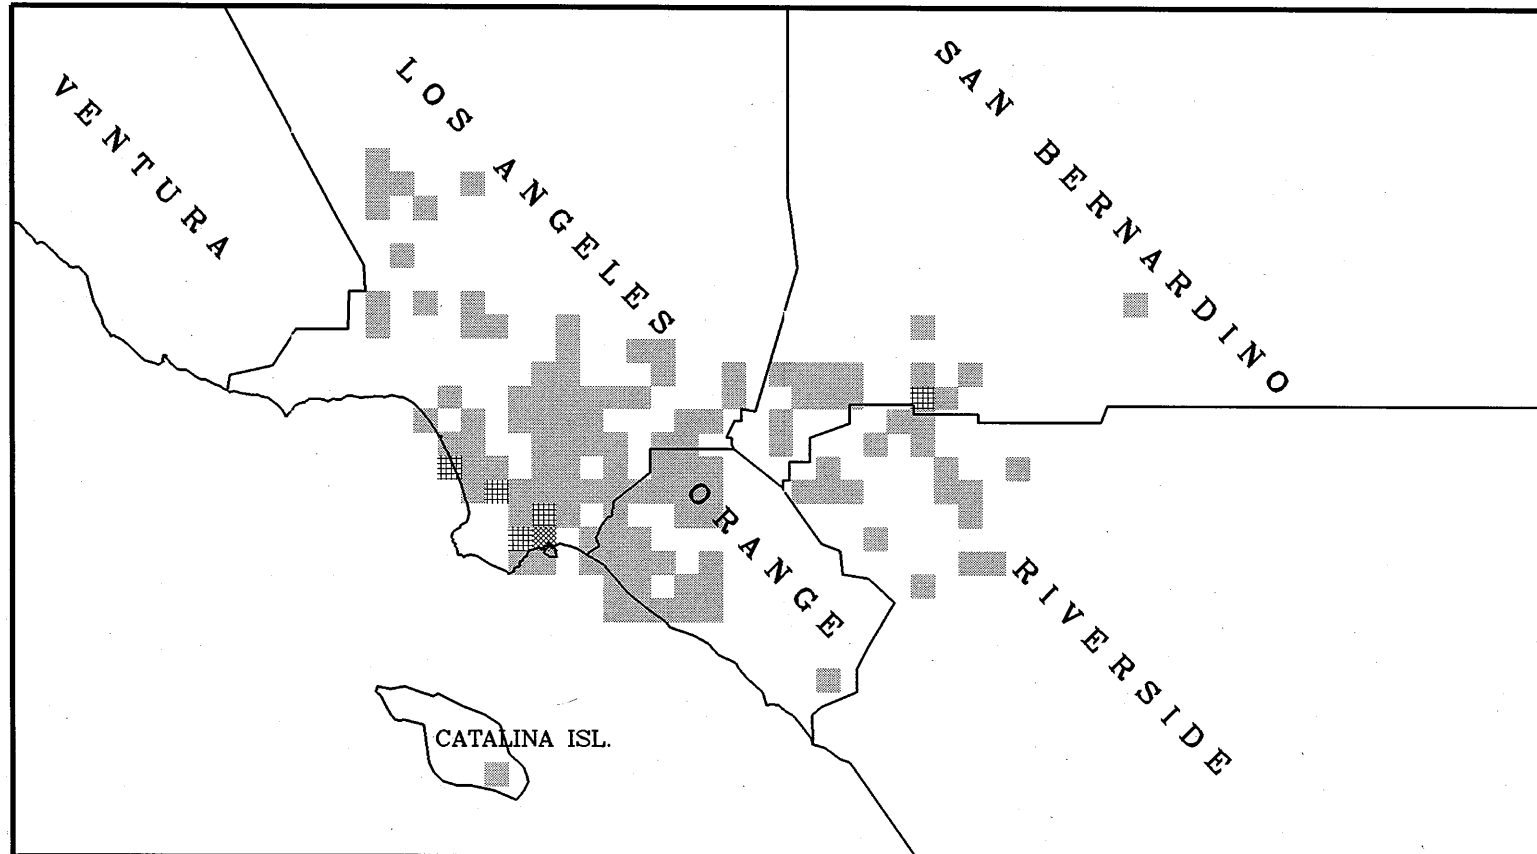 VENTURA
LOS ANGELES
SAN BERNARDINO
ORANGE
RIVERSIDE
CATALINA ISL.